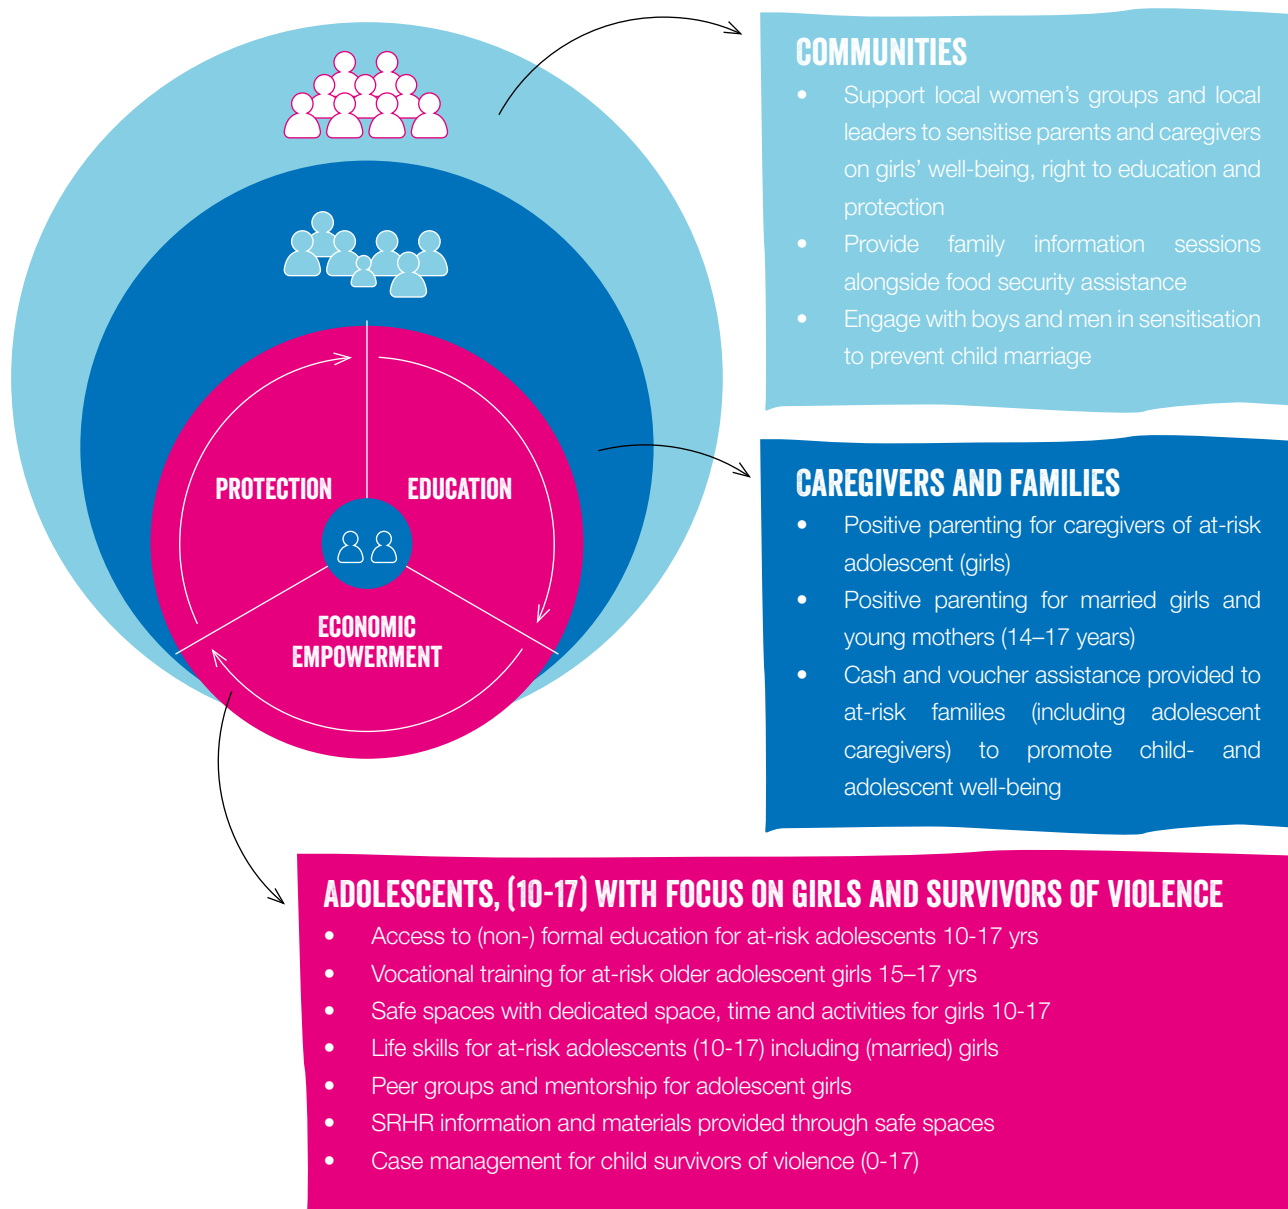 COMMUNITIES
• Support local women's groups and local
leaders to sensitise parents and caregivers
on girls' well-being, right to education and
protection
• Provide family information sessions
alongside food security assistance
• Engage with boys and men in sensitisation
to prevent child marriage
PROTECTION
EDUCATION
ECONOMIC
EMPOWERMENT
CAREGIVERS AND FAMILIES
• Positive parenting for caregivers of at-risk
adolescent (girls)
• Positive parenting for married girls and
young mothers (14–17 years)
• Cash and voucher assistance provided to
at-risk families (including adolescent
caregivers) to promote child- and
adolescent well-being
ADOLESCENTS, (10-17) WITH FOCUS ON GIRLS AND SURVIVORS OF VIOLENCE
• Access to (non-) formal education for at-risk adolescents 10-17 yrs
• Vocational training for at-risk older adolescent girls 15–17 yrs
• Safe spaces with dedicated space, time and activities for girls 10-17
• Life skills for at-risk adolescents (10-17) including (married) girls
• Peer groups and mentorship for adolescent girls
• SRHR information and materials provided through safe spaces
• Case management for child survivors of violence (0-17)